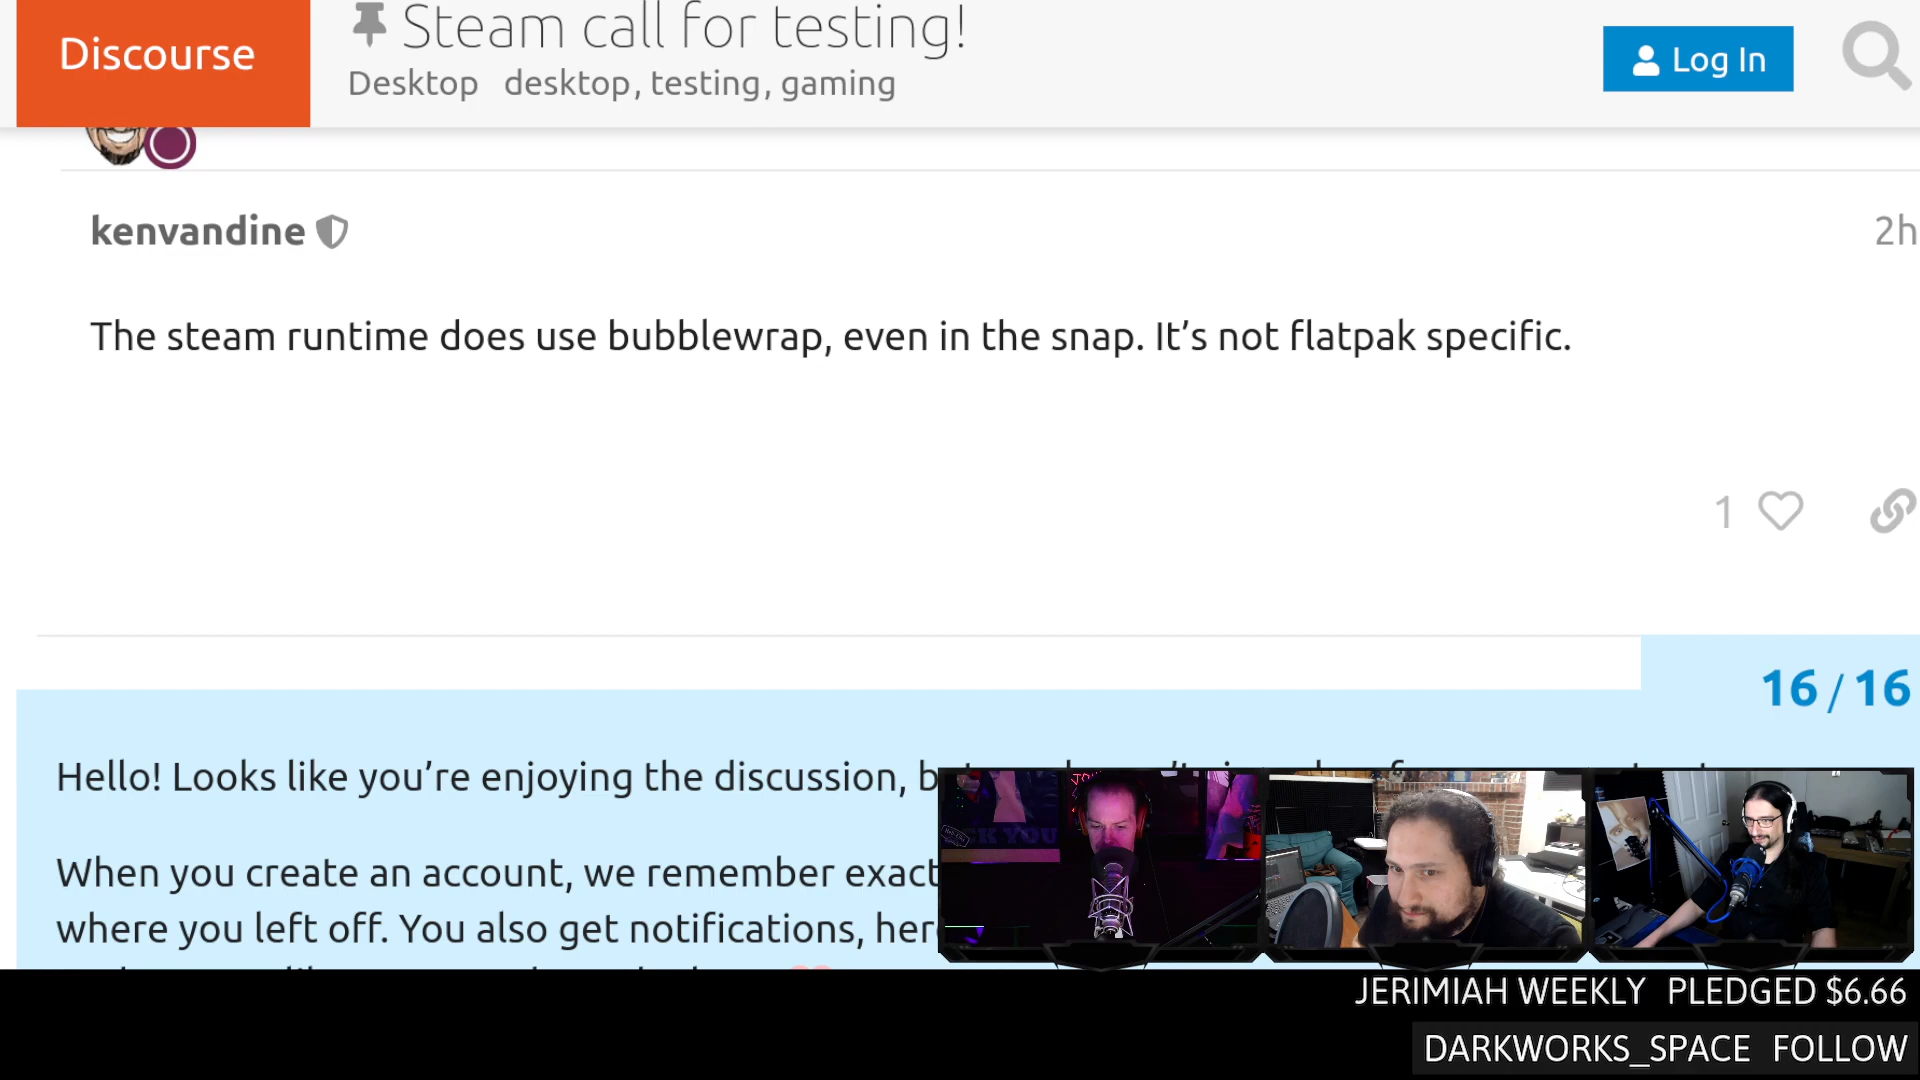 Discourse
Steam call for testing!
Desktop desktop, testing, gaming
Log In
kenvandine
2h
The steam runtime does use bubblewrap, even in the snap. It’s not flatpak specific.
1
16 / 16
Hello! Looks like you’re enjoying the discussion,
When you create an account, we remember
where you left off. You also get notifications,
JERIMIAH WEEKLY PLEDGED $6.66
DARKWORKS_SPACE FOLLOW